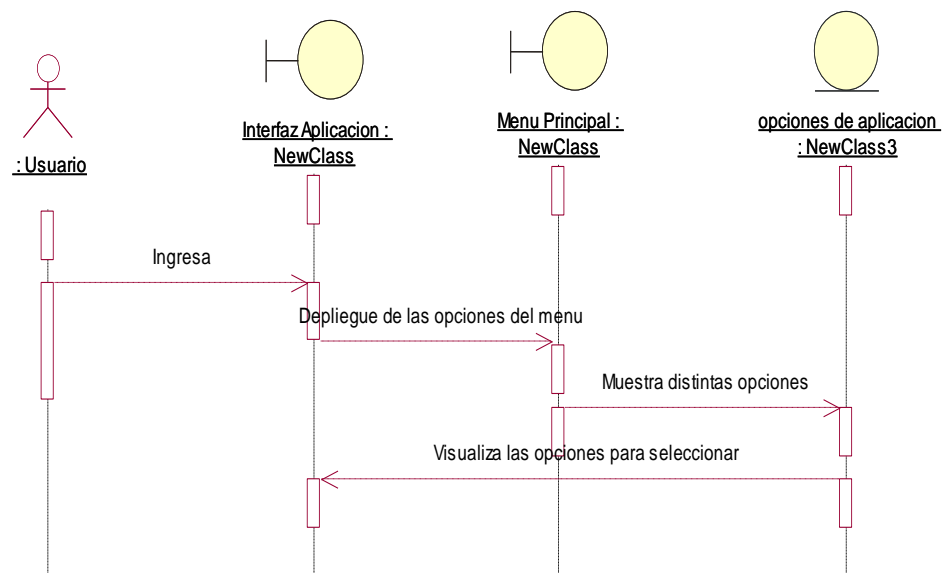 : Usuario
Interfaz Aplicacion :
NewClass
Menu Principal :
NewClass
opciones de aplicacion
: NewClass3
Ingresa
Depliegue de las opciones del menu
Muestra distintas opciones
Visualiza las opciones para seleccionar